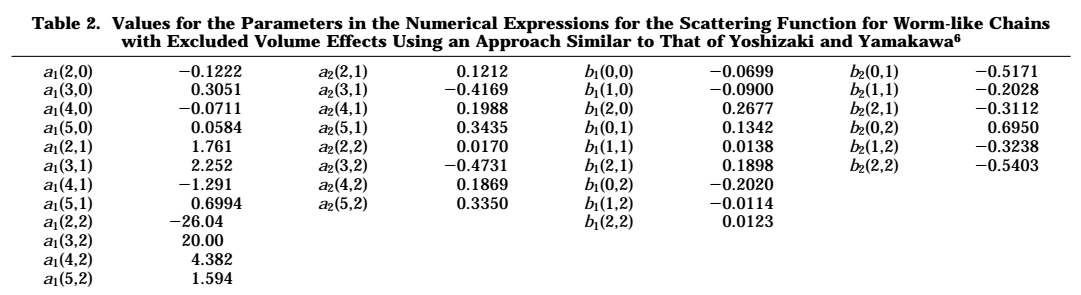 Table 2. Values for the Parameters in the Numerical Expressions for the Scattering Function for Worm-like Chains
with Excluded Volume Effects Using an Approach Similar to That of Yoshizaki and Yamakawa⁶
a₁(2,0) −0.1222 a₂(2,1) 0.1212 b₁(0,0) −0.0699 b₂(0,1) −0.5171
a₁(3,0) 0.3051 a₂(3,1) −0.4169 b₁(1,0) −0.0900 b₂(1,1) −0.2028
a₁(4,0) −0.0711 a₂(4,1) 0.1988 b₁(2,0) 0.2677 b₂(2,1) −0.3112
a₁(5,0) 0.0584 a₂(5,1) 0.3435 b₁(0,1) 0.1342 b₂(0,2) 0.6950
a₁(2,1) 1.761 a₂(2,2) 0.0170 b₁(1,1) 0.0138 b₂(1,2) −0.3238
a₁(3,1) 2.252 a₂(3,2) −0.4731 b₁(2,1) 0.1898 b₂(2,2) −0.5403
a₁(4,1) −1.291 a₂(4,2) 0.1869 b₁(0,2) −0.2020
a₁(5,1) 0.6994 a₂(5,2) 0.3350 b₁(1,2) −0.0114
a₁(2,2) −26.04 b₁(2,2) 0.0123
a₁(3,2) 20.00
a₁(4,2) 4.382
a₁(5,2) 1.594